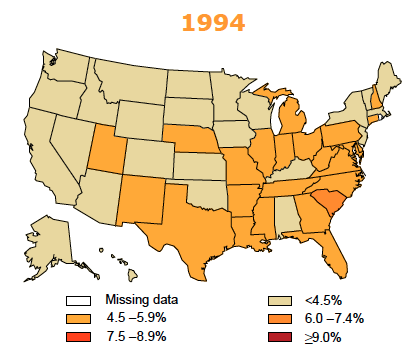 1994
Missing data <4.5%
4.5 –5.9% 6.0 –7.4%
7.5 –8.9% ≥9.0%